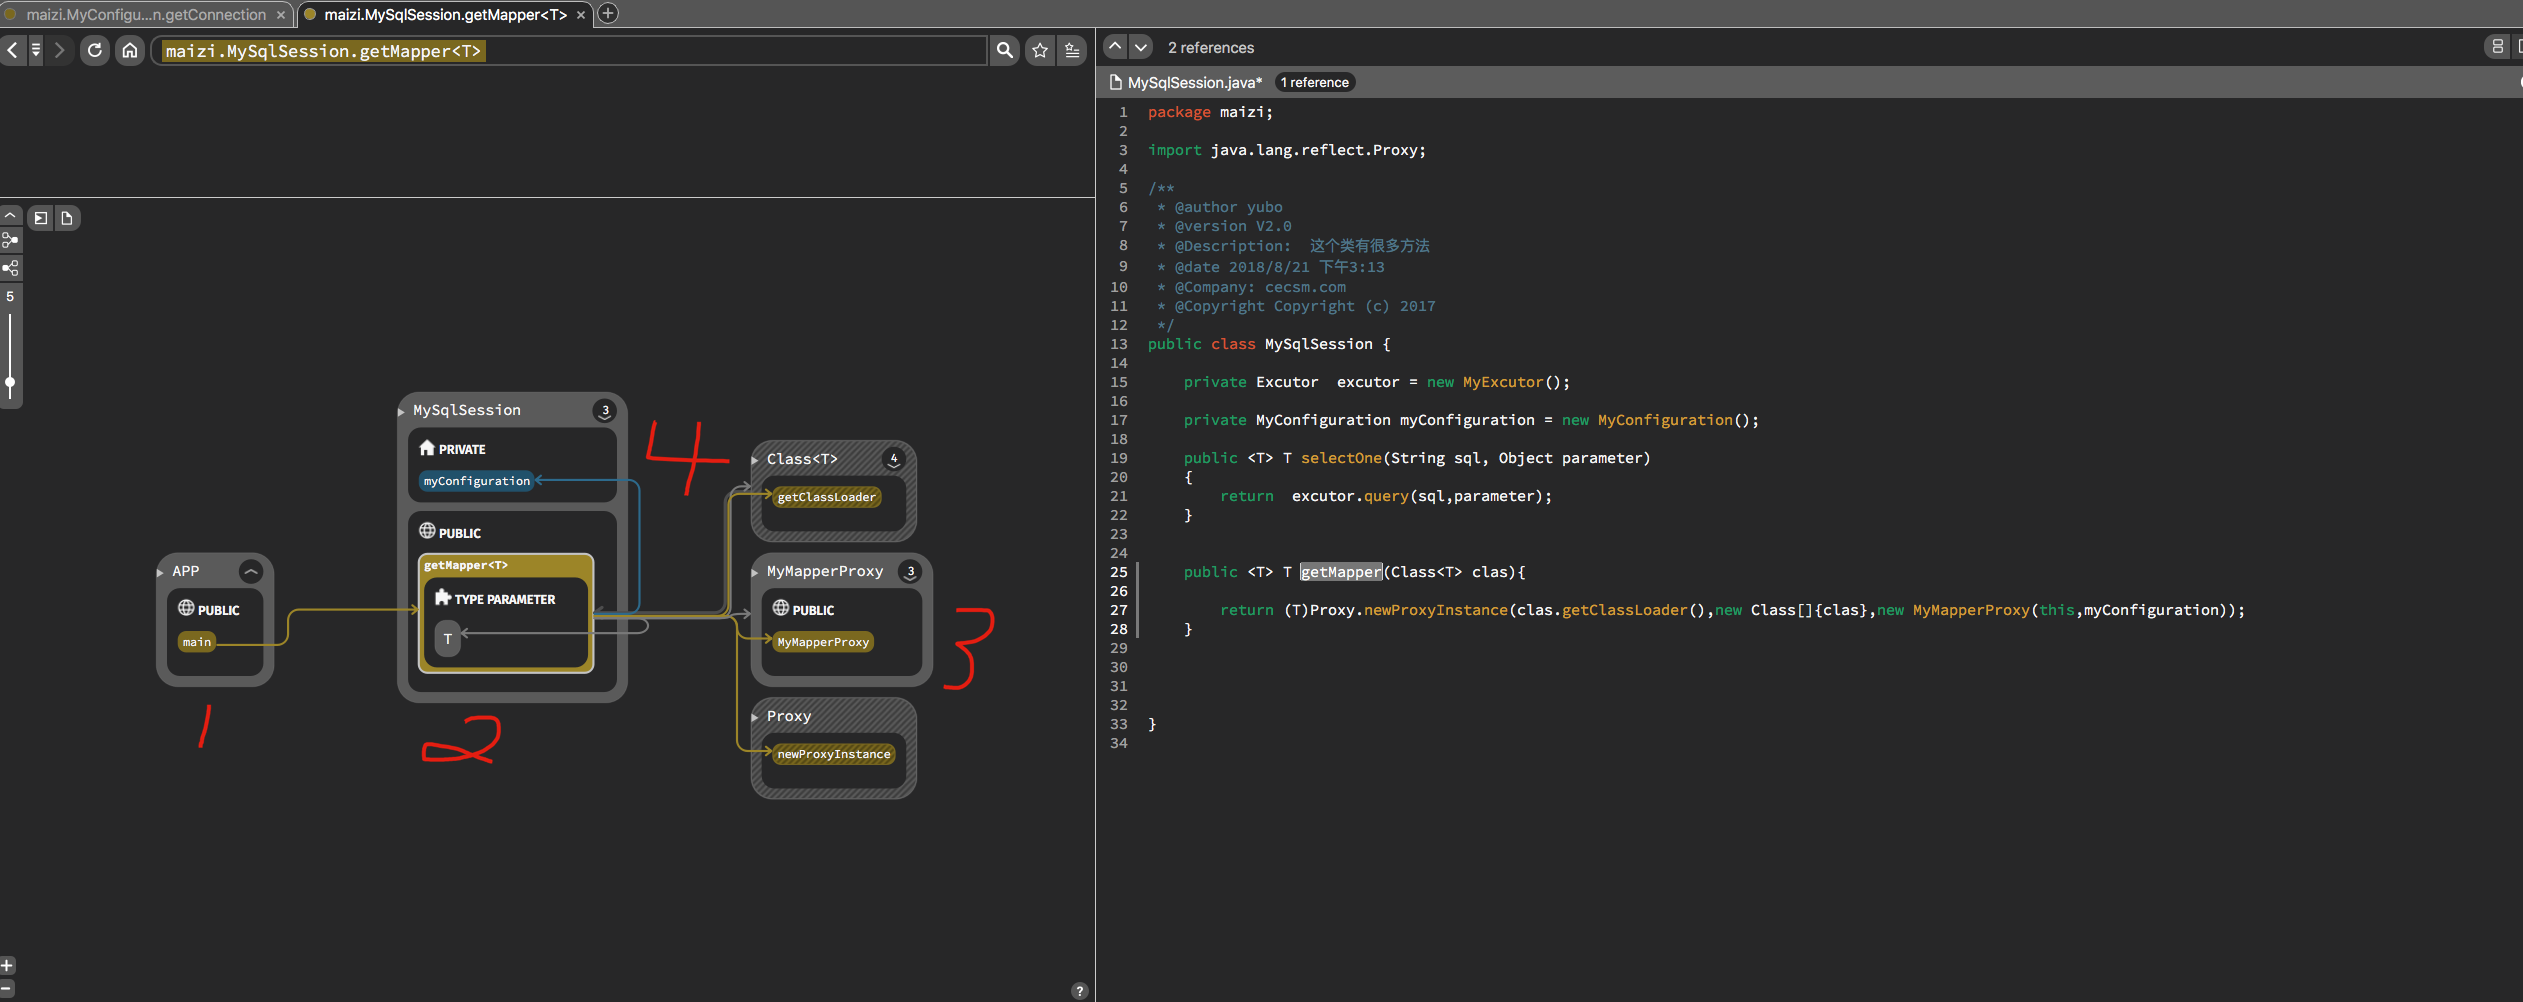 maizi.MyConfigu...n.getConnection ×
maizi.MySqlSession.getMapper<T> ×
maizi.MySqlSession.getMapper<T>
5
MySqlSession 3
PRIVATE
myConfiguration
PUBLIC
getMapper<T>
TYPE PARAMETER
T
APP
PUBLIC
main
Class<T> 4
getClassLoader
MyMapperProxy 3
PUBLIC
MyMapperProxy
Proxy
newProxyInstance
1
2
3
4
?
2 references
MySqlSession.java* 1 reference
1 package maizi;
2
3 import java.lang.reflect.Proxy;
4
5 /**
6 * @author yubo
7 * @version V2.0
8 * @Description: 这个类有很多方法
9 * @date 2018/8/21 下午3:13
10 * @Company: cecsm.com
11 * @Copyright Copyright (c) 2017
12 */
13 public class MySqlSession {
14
15 private Excutor excutor = new MyExcutor();
16
17 private MyConfiguration myConfiguration = new MyConfiguration();
18
19 public <T> T selectOne(String sql, Object parameter)
20 {
21 return excutor.query(sql,parameter);
22 }
23
24
25 public <T> T getMapper(Class<T> clas){
26
27 return (T)Proxy.newProxyInstance(clas.getClassLoader(),new Class[]{clas},new MyMapperProxy(this,myConfiguration));
28 }
29
30
31
32
33 }
34